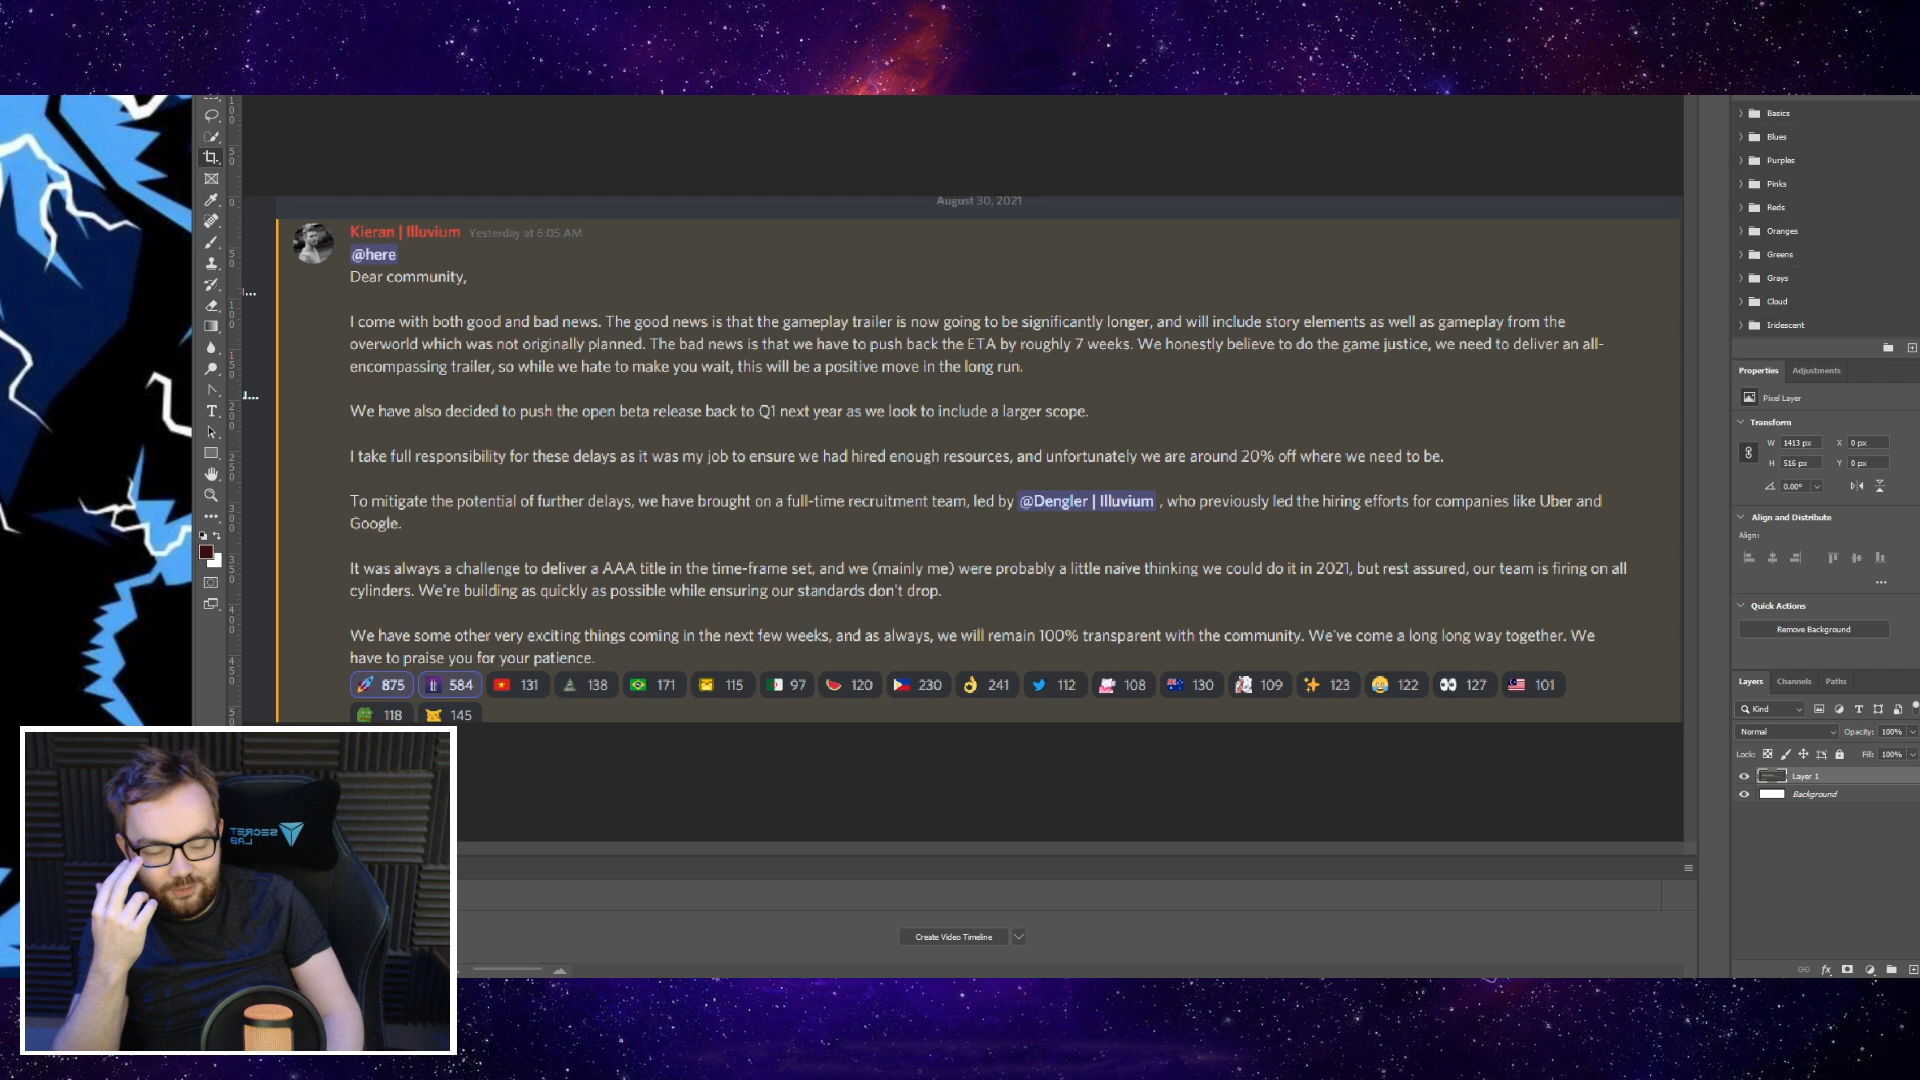 August 30, 2021
Kieran | Illuvium Yesterday at 6:05 AM
@here
Dear community,
I come with both good and bad news. The good news is that the gameplay trailer is now going to be significantly longer, and will include story elements as well as gameplay from the
overworld which was not originally planned. The bad news is that we have to push back the ETA by roughly 7 weeks. We honestly believe to do the game justice, we need to deliver an all-
encompassing trailer, so while we hate to make you wait, this will be a positive move in the long run.
We have also decided to push the open beta release back to Q1 next year as we look to include a larger scope.
I take full responsibility for these delays as it was my job to ensure we had hired enough resources, and unfortunately we are around 20% off where we need to be.
To mitigate the potential of further delays, we have brought on a full-time recruitment team, led by @Dengler | Illuvium , who previously led the hiring efforts for companies like Uber and
Google.
It was always a challenge to deliver a AAA title in the time-frame set, and we (mainly me) were probably a little naive thinking we could do it in 2021, but rest assured, our team is firing on all
cylinders. We're building as quickly as possible while ensuring our standards don't drop.
We have some other very exciting things coming in the next few weeks, and as always, we will remain 100% transparent with the community. We've come a long long way together. We
have to praise you for your patience.
875 584 131 138 171 115 97 120 230 241 112 108 130 109 123 122 127 101
118 145
Basics
Blues
Purples
Pinks
Reds
Oranges
Greens
Grays
Cloud
Iridescent
Properties Adjustments
Pixel Layer
Transform
W 1413 px X 0 px
H 516 px Y 0 px
0.00°
Align and Distribute
Align:
Quick Actions
Remove Background
Layers Channels Paths
Kind
Normal Opacity: 100%
Lock: Fill: 100%
Layer 1
Background
Create Video Timeline
SECRET
LAB